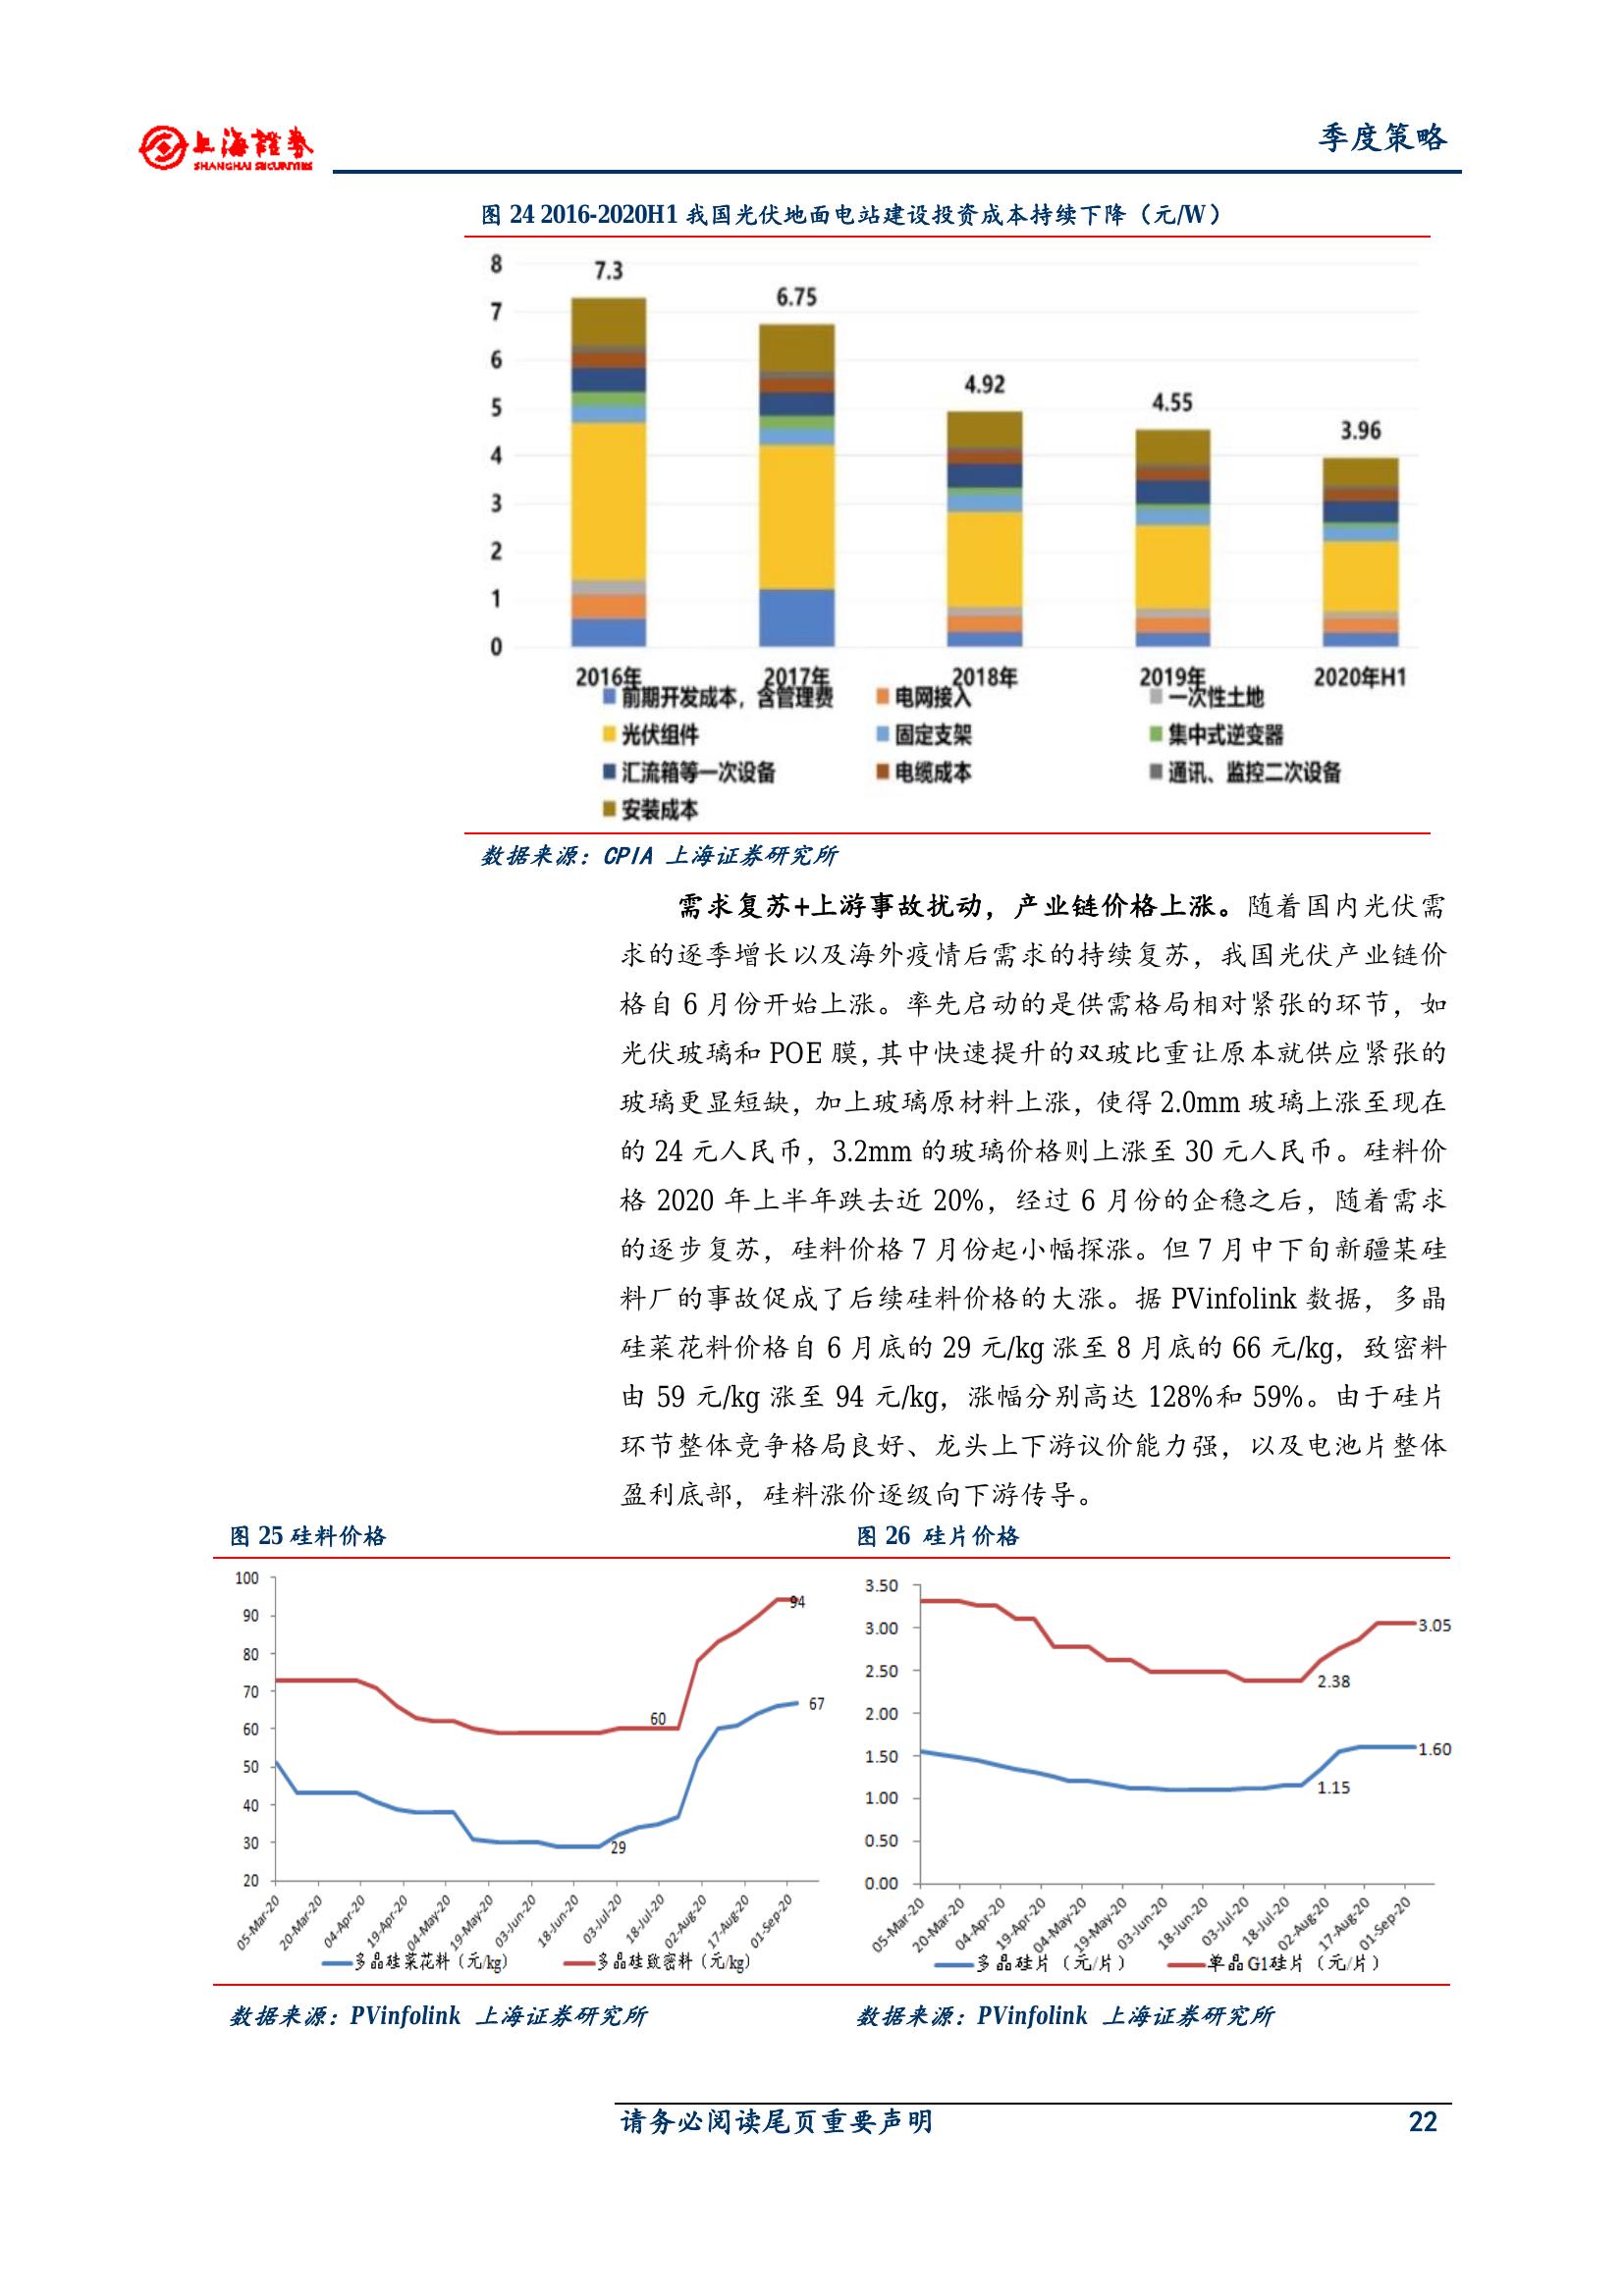 上海證券
SHANGHAI SECURITIES
季度策略
图 24 2016-2020H1 我国光伏地面电站建设投资成本持续下降（元/W）
8
7
6
5
4
3
2
1
0
7.3
6.75
4.92
4.55
3.96
2016年 2017年 2018年 2019年 2020年H1
前期开发成本，含管理费 电网接入 一次性土地
光伏组件 固定支架 集中式逆变器
汇流箱等一次设备 电缆成本 通讯、监控二次设备
安装成本
数据来源：CPIA 上海证券研究所
需求复苏+上游事故扰动，产业链价格上涨。随着国内光伏需
求的逐季增长以及海外疫情后需求的持续复苏，我国光伏产业链价
格自 6 月份开始上涨。率先启动的是供需格局相对紧张的环节，如
光伏玻璃和 POE 膜，其中快速提升的双玻比重让原本就供应紧张的
玻璃更显短缺，加上玻璃原材料上涨，使得 2.0mm 玻璃上涨至现在
的 24 元人民币，3.2mm 的玻璃价格则上涨至 30 元人民币。硅料价
格 2020 年上半年跌去近 20%，经过 6 月份的企稳之后，随着需求
的逐步复苏，硅料价格 7 月份起小幅探涨。但 7 月中下旬新疆某硅
料厂的事故促成了后续硅料价格的大涨。据 PVinfolink 数据，多晶
硅菜花料价格自 6 月底的 29 元/kg 涨至 8 月底的 66 元/kg，致密料
由 59 元/kg 涨至 94 元/kg，涨幅分别高达 128%和 59%。由于硅片
环节整体竞争格局良好、龙头上下游议价能力强，以及电池片整体
盈利底部，硅料涨价逐级向下游传导。
图 25 硅料价格
100
90
80
70
60
50
40
30
20
94
60
67
29
05-Mar-20 20-Mar-20 04-Apr-20 19-Apr-20 04-May-20 19-May-20 03-Jun-20 18-Jun-20 03-Jul-20 18-Jul-20 02-Aug-20 17-Aug-20 01-Sep-20
多晶硅菜花料（元/kg） 多晶硅致密料（元/kg）
数据来源：PVinfolink 上海证券研究所
图 26 硅片价格
3.50
3.00
2.50
2.00
1.50
1.00
0.50
0.00
3.05
2.38
1.60
1.15
05-Mar-20 20-Mar-20 04-Apr-20 19-Apr-20 04-May-20 19-May-20 03-Jun-20 18-Jun-20 03-Jul-20 18-Jul-20 02-Aug-20 17-Aug-20 01-Sep-20
多晶硅片（元/片） 单晶G1硅片（元/片）
数据来源：PVinfolink 上海证券研究所
请务必阅读尾页重要声明
22